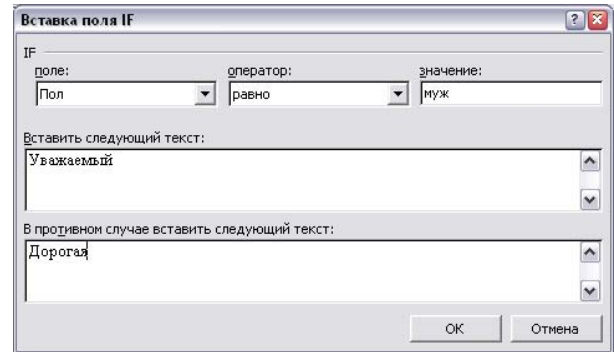 Вставка поля IF
IF
поле: оператор: значение:
Пол равно муж
Вставить следующий текст:
Уважаемый
В противном случае вставить следующий текст:
Дорогая
ОК Отмена